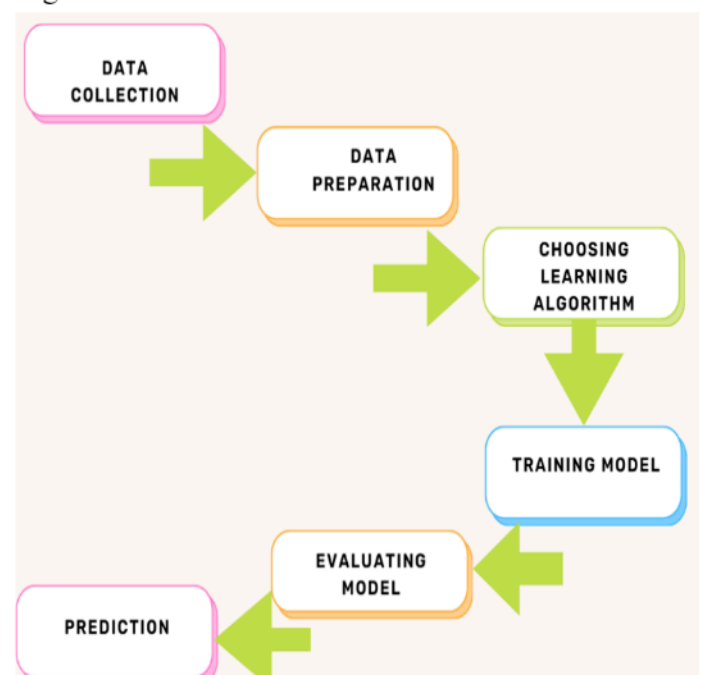 DATA
COLLECTION
DATA
PREPARATION
CHOOSING
LEARNING
ALGORITHM
TRAINING MODEL
EVALUATING
MODEL
PREDICTION